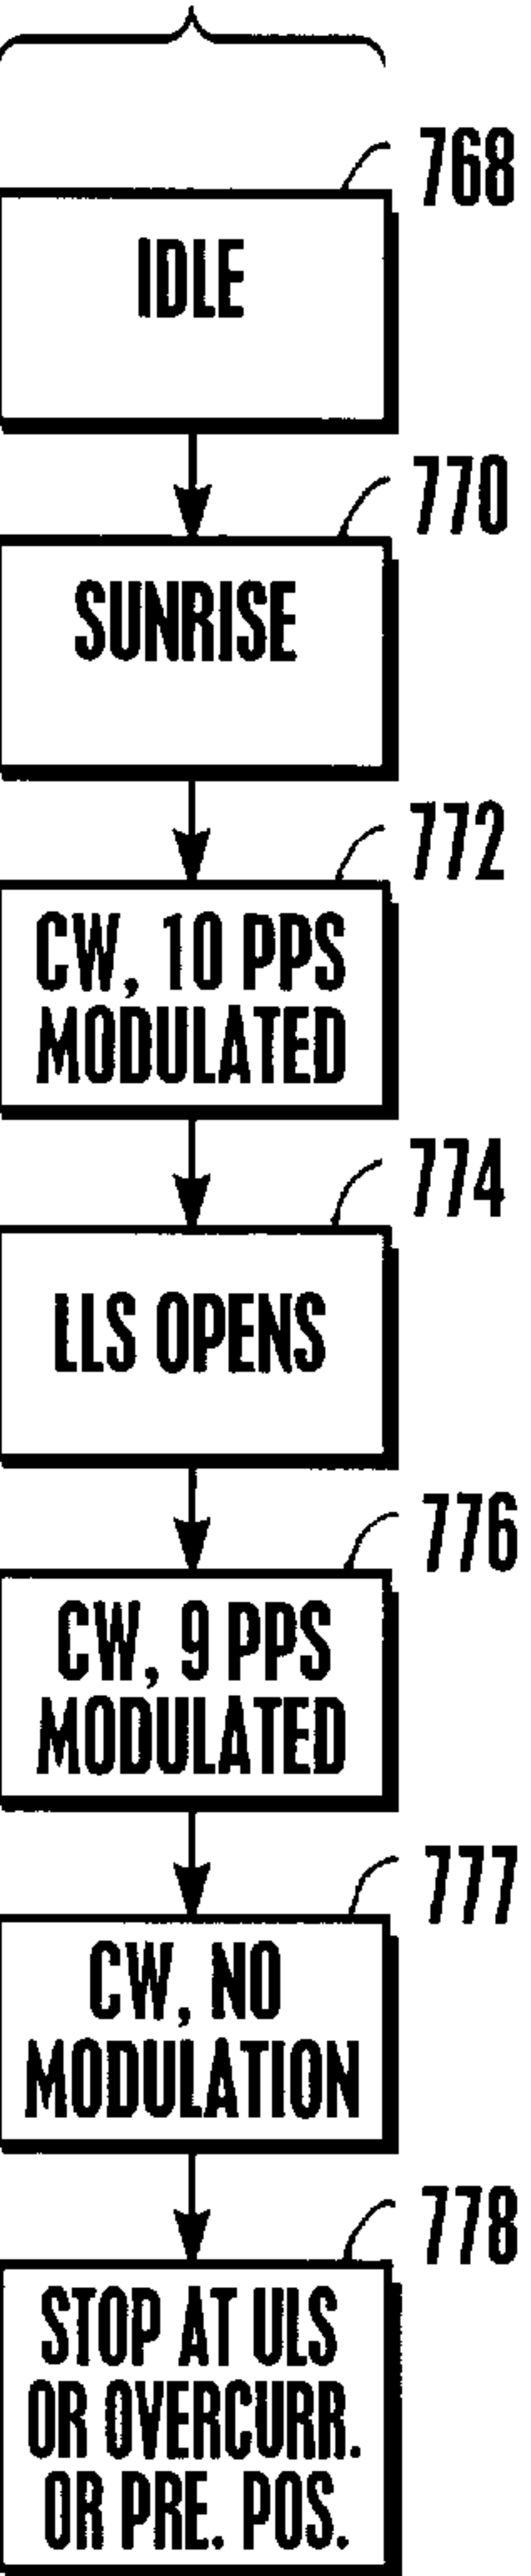 768
IDLE
770
SUNRISE
772
CW, 10 PPS
MODULATED
774
LLS OPENS
776
CW, 9 PPS
MODULATED
777
CW, NO
MODULATION
778
STOP AT ULS
OR OVERCURR.
OR PRE. POS.